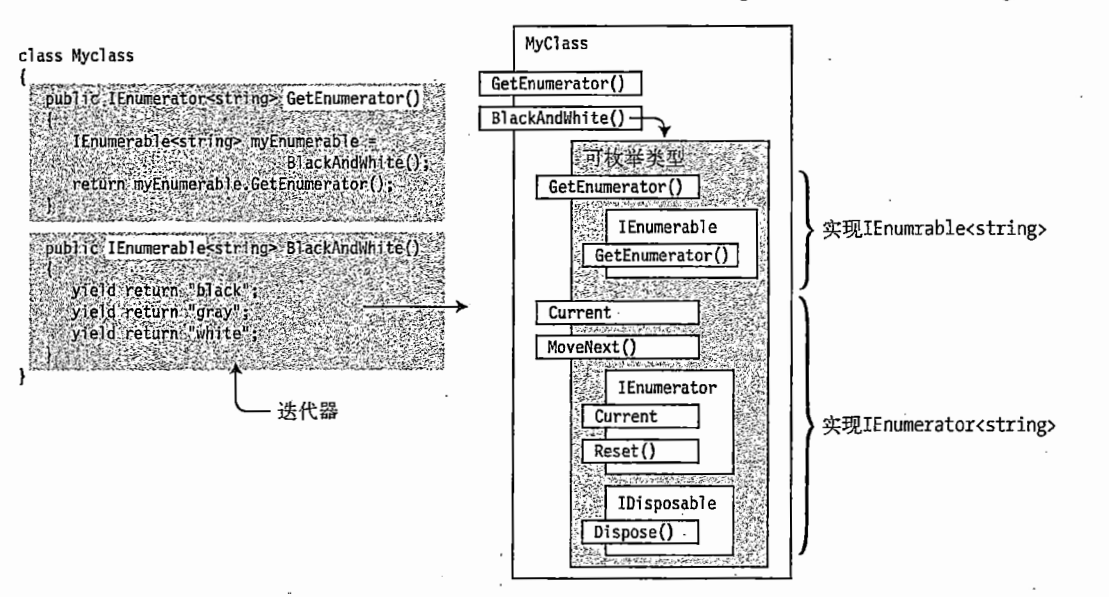 class Myclass
{
public IEnumerator<string> GetEnumerator()
{
IEnumerable<string> myEnumerable =
BlackAndWhite();
return myEnumerable.GetEnumerator();
}
public IEnumerable<string> BlackAndWhite()
{
yield return "black";
yield return "gray";
yield return "white";
}
}
迭代器
MyClass
GetEnumerator()
BlackAndWhite()
可枚举类型
GetEnumerator()
IEnumerable
GetEnumerator()
实现IEnumrable<string>
Current
MoveNext()
IEnumerator
Current
Reset()
IDisposable
Dispose()
实现IEnumerator<string>